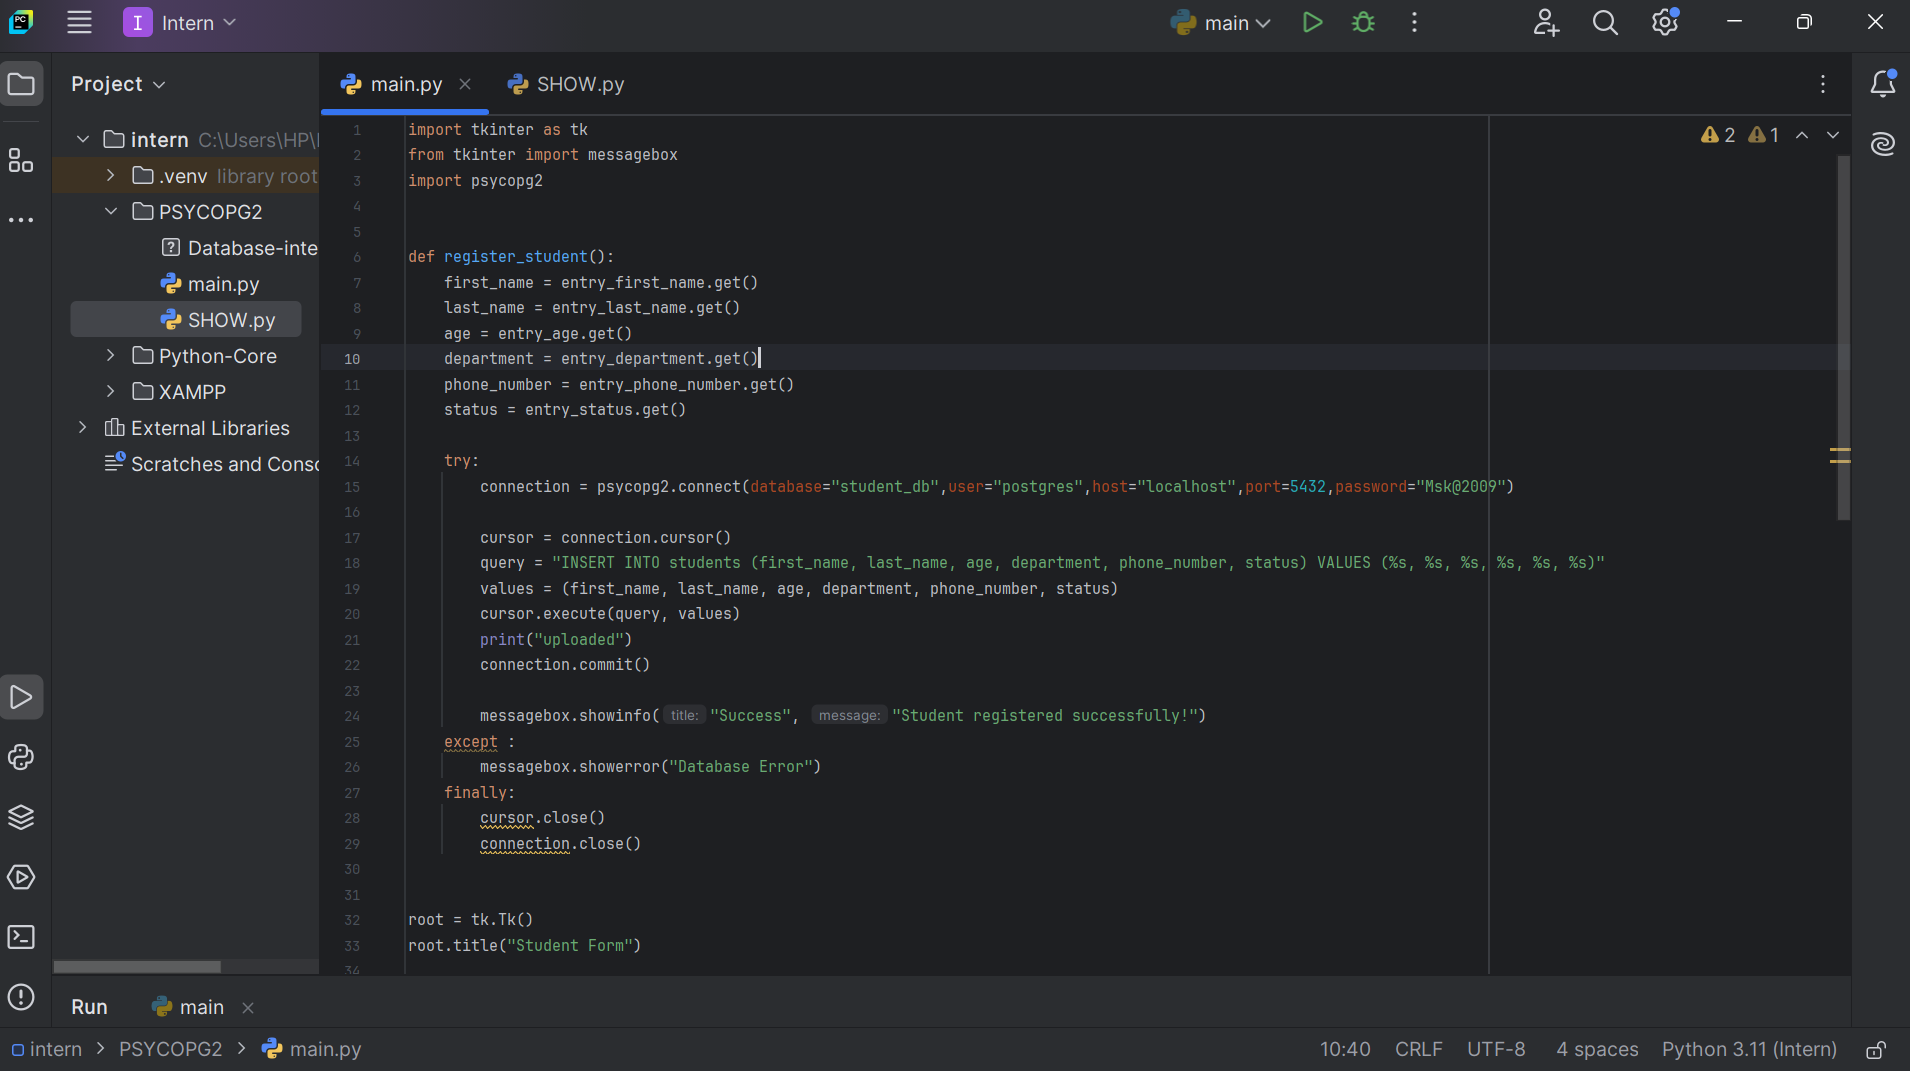 PC
I Intern
main
Project
intern C:\Users\HP\
.venv library root
PSYCOPG2
Database-inte
main.py
SHOW.py
Python-Core
XAMPP
External Libraries
Scratches and Conso
main.py
SHOW.py
2 1
1 import tkinter as tk
2 from tkinter import messagebox
3 import psycopg2
4
5
6 def register_student():
7 first_name = entry_first_name.get()
8 last_name = entry_last_name.get()
9 age = entry_age.get()
10 department = entry_department.get()
11 phone_number = entry_phone_number.get()
12 status = entry_status.get()
13
14 try:
15 connection = psycopg2.connect(database="student_db",user="postgres",host="localhost",port=5432,password="Msk@2009")
16
17 cursor = connection.cursor()
18 query = "INSERT INTO students (first_name, last_name, age, department, phone_number, status) VALUES (%s, %s, %s, %s, %s, %s)"
19 values = (first_name, last_name, age, department, phone_number, status)
20 cursor.execute(query, values)
21 print("uploaded")
22 connection.commit()
23
24 messagebox.showinfo( title: "Success", message: "Student registered successfully!")
25 except :
26 messagebox.showerror("Database Error")
27 finally:
28 cursor.close()
29 connection.close()
30
31
32 root = tk.Tk()
33 root.title("Student Form")
34
Run main
intern > PSYCOPG2 > main.py
10:40 CRLF UTF-8 4 spaces Python 3.11 (Intern)